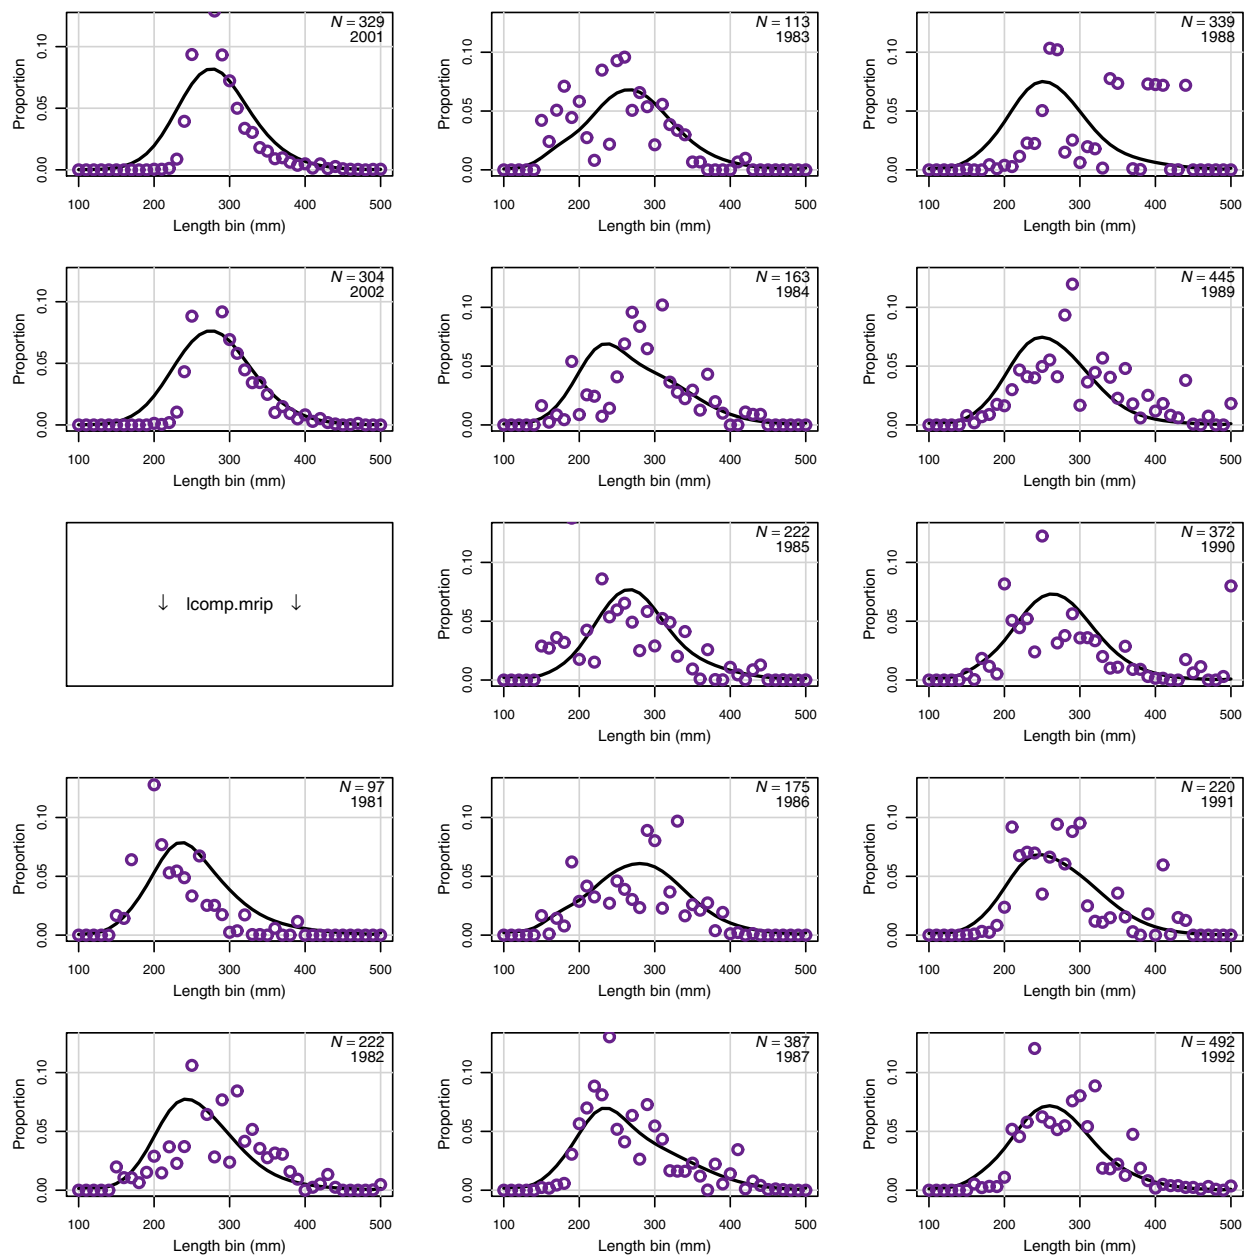 N = 329
2001
Proportion
0.00 0.05 0.10
100 200 300 400 500
Length bin (mm)
N = 304
2002
Proportion
0.00 0.05 0.10
100 200 300 400 500
Length bin (mm)
↓ lcomp.mrip ↓
N = 97
1981
Proportion
0.00 0.05 0.10
100 200 300 400 500
Length bin (mm)
N = 222
1982
Proportion
0.00 0.05 0.10
100 200 300 400 500
Length bin (mm)
N = 113
1983
Proportion
0.00 0.05 0.10
100 200 300 400 500
Length bin (mm)
N = 163
1984
Proportion
0.00 0.05 0.10
100 200 300 400 500
Length bin (mm)
N = 222
1985
Proportion
0.00 0.05 0.10
100 200 300 400 500
Length bin (mm)
N = 175
1986
Proportion
0.00 0.05 0.10
100 200 300 400 500
Length bin (mm)
N = 387
1987
Proportion
0.00 0.05 0.10
100 200 300 400 500
Length bin (mm)
N = 339
1988
Proportion
0.00 0.05 0.10
100 200 300 400 500
Length bin (mm)
N = 445
1989
Proportion
0.00 0.05 0.10
100 200 300 400 500
Length bin (mm)
N = 372
1990
Proportion
0.00 0.05 0.10
100 200 300 400 500
Length bin (mm)
N = 220
1991
Proportion
0.00 0.05 0.10
100 200 300 400 500
Length bin (mm)
N = 492
1992
Proportion
0.00 0.05 0.10
100 200 300 400 500
Length bin (mm)